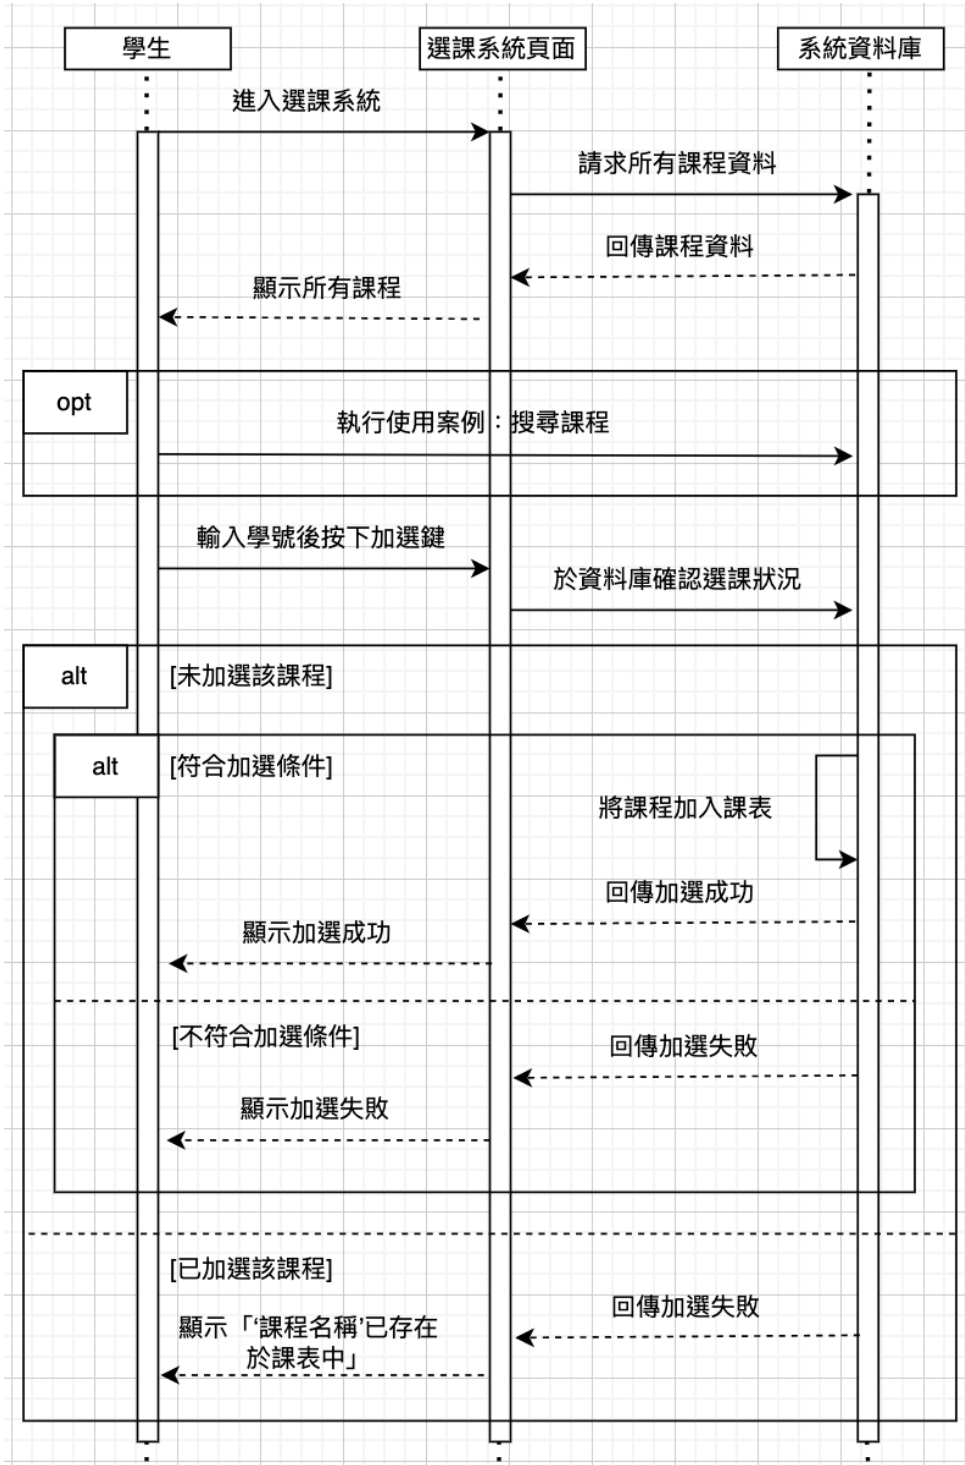 學生
選課系統頁面
系統資料庫
進入選課系統
請求所有課程資料
回傳課程資料
顯示所有課程
opt
執行使用案例：搜尋課程
輸入學號後按下加選鍵
於資料庫確認選課狀況
alt
[未加選該課程]
alt
[符合加選條件]
將課程加入課表
回傳加選成功
顯示加選成功
[不符合加選條件]
回傳加選失敗
顯示加選失敗
[已加選該課程]
回傳加選失敗
顯示「‘課程名稱’已存在
於課表中」